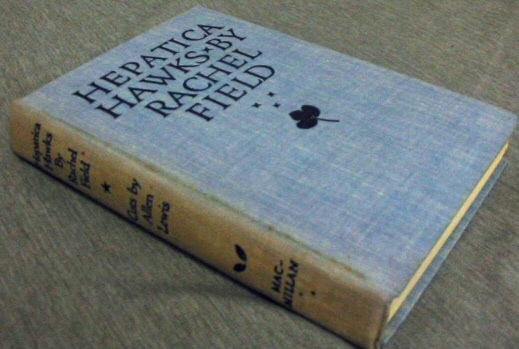 HEPATICA
HAWKS·BY
RACHEL
FIELD
Hepatica
Hawks
By
Rachel
Field
Cuts by
Allen
Lewis
MAC-
MILLAN